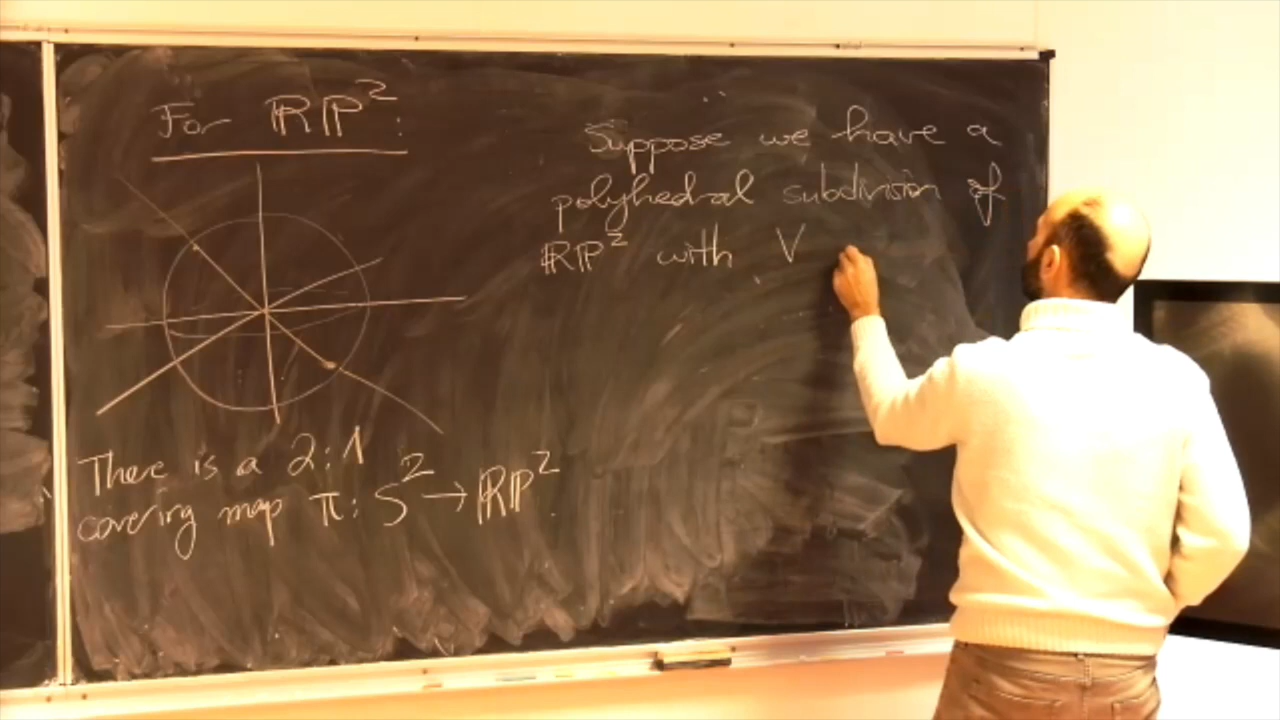 For ℝℙ²:
There is a 2:1
covering map π: S² → ℝℙ².
Suppose we have a
polyhedral subdivision of
ℝℙ² with V